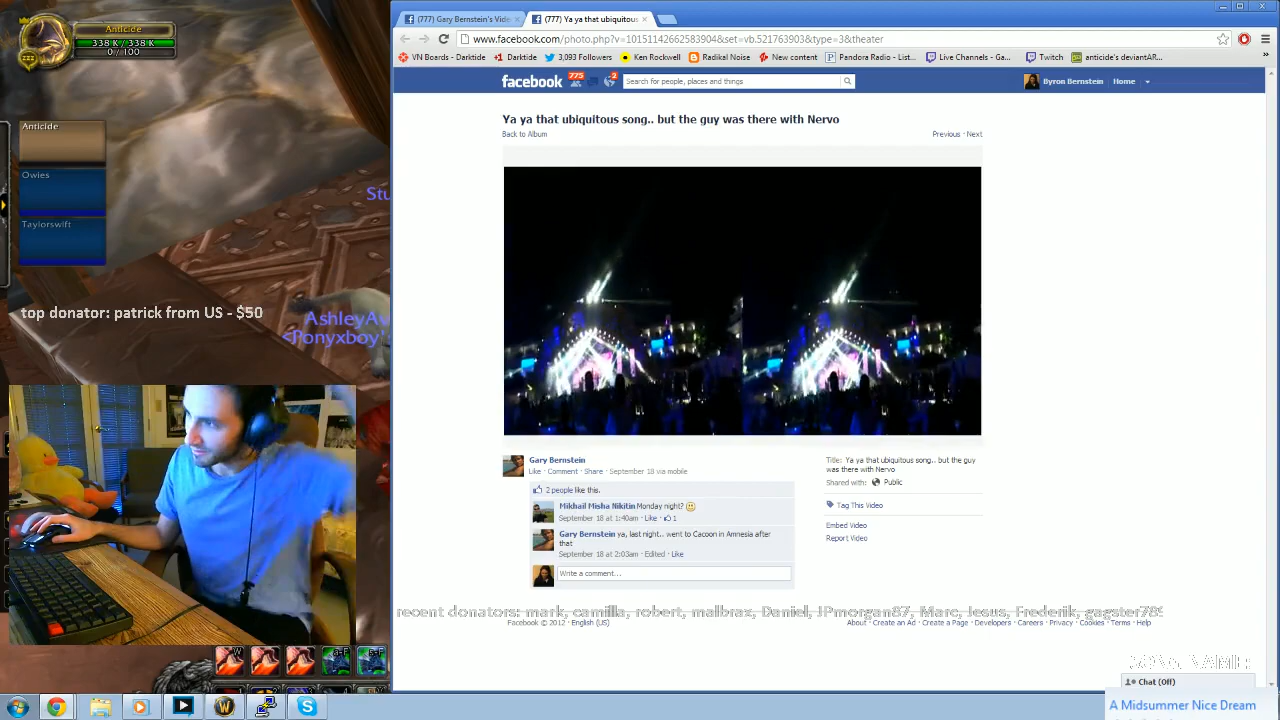 Anticide
338 K / 338 K
0 / 100
zzz
Anticide
Owies
Taylorswift
Stu
top donator: patrick from US - $50
AshleyAv
<Ponyxboy
(777) Gary Bernstein's Vide
(777) Ya ya that ubiquitous
www.facebook.com/photo.php?v=10151142662583904&set=vb.521763903&type=3&theater
VN Boards - Darktide
+1 Darktide
3,093 Followers
Ken Rockwell
Radikal Noise
New content
Pandora Radio - List...
Live Channels - Ga...
Twitch
anticide's deviantAR...
facebook
775
2
Search for people, places and things
Byron Bernstein
Home
Ya ya that ubiquitous song.. but the guy was there with Nervo
Back to Album
Previous · Next
Gary Bernstein
Like · Comment · Share · September 18 via mobile
2 people like this.
Mikhail Misha Nikitin Monday night?
September 18 at 1:40am · Like · 1
Gary Bernstein ya, last night.. went to Cacoon in Amnesia after
that
September 18 at 2:03am · Edited · Like
Write a comment...
Title: Ya ya that ubiquitous song.. but the guy
was there with Nervo
Shared with: Public
Tag This Video
Embed Video
Report Video
recent donators: mark, camilla, robert, malbrax, Daniel, JPmorgan87, Marc, Jesus, Frederik, gagster789
Facebook © 2012 · English (US)
About · Create an Ad · Create a Page · Developers · Careers · Privacy · Cookies · Terms · Help
Chat (Off)
A Midsummer Nice Dream